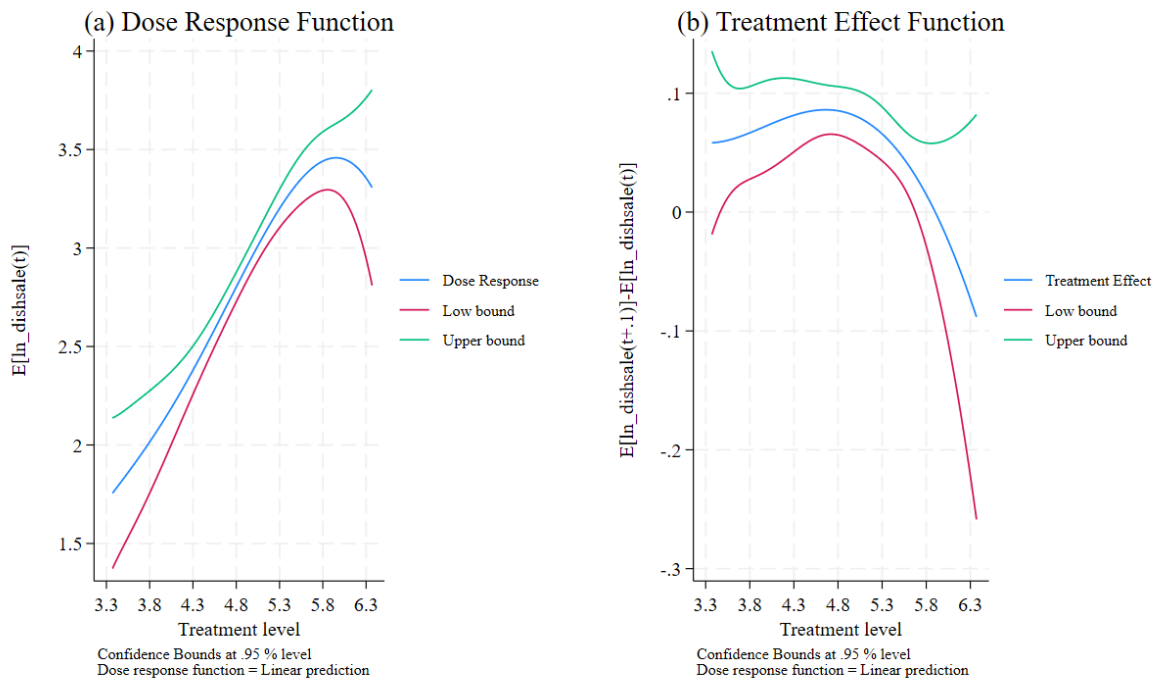 (a) Dose Response Function
E[ln_dishsale(t)]
4
3.5
3
2.5
2
1.5
3.3 3.8 4.3 4.8 5.3 5.8 6.3
Treatment level
Confidence Bounds at .95 % level
Dose response function = Linear prediction
Dose Response
Low bound
Upper bound
(b) Treatment Effect Function
E[ln_dishsale(t+.1)]-E[ln_dishsale(t)]
.1
0
-.1
-.2
-.3
3.3 3.8 4.3 4.8 5.3 5.8 6.3
Treatment level
Confidence Bounds at .95 % level
Dose response function = Linear prediction
Treatment Effect
Low bound
Upper bound